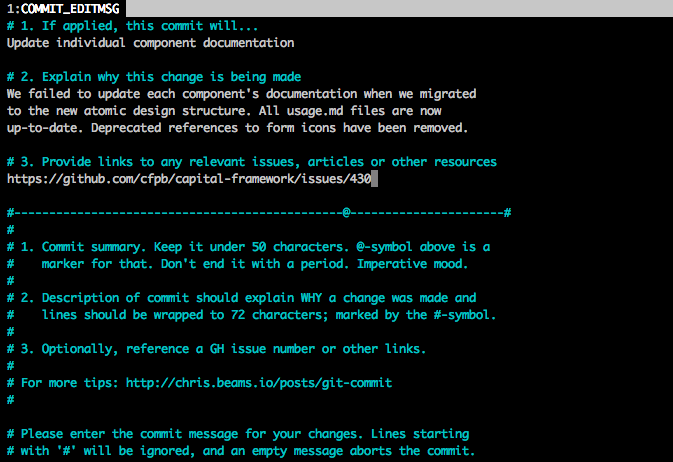 1:COMMIT_EDITMSG
# 1. If applied, this commit will...
Update individual component documentation
# 2. Explain why this change is being made
We failed to update each component's documentation when we migrated
to the new atomic design structure. All usage.md files are now
up-to-date. Deprecated references to form icons have been removed.
# 3. Provide links to any relevant issues, articles or other resources
https://github.com/cfpb/capital-framework/issues/430
#-----------------------------------------------@----------------------#
#
# 1. Commit summary. Keep it under 50 characters. @-symbol above is a
#    marker for that. Don't end it with a period. Imperative mood.
#
# 2. Description of commit should explain WHY a change was made and
#    lines should be wrapped to 72 characters; marked by the #-symbol.
#
# 3. Optionally, reference a GH issue number or other links.
#
# For more tips: http://chris.beams.io/posts/git-commit
#
# Please enter the commit message for your changes. Lines starting
# with '#' will be ignored, and an empty message aborts the commit.